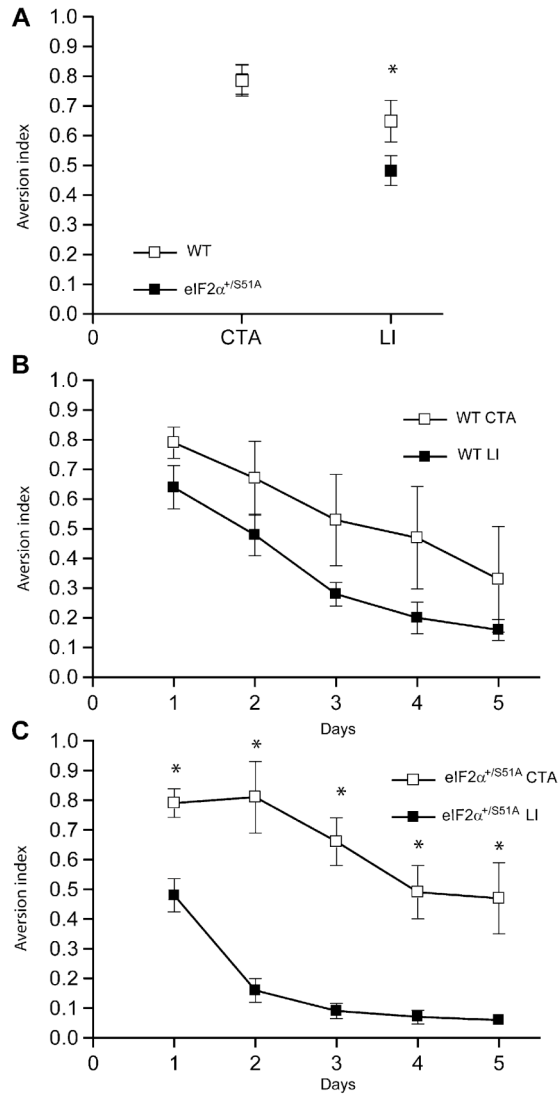 A
1.0
0.9
0.8
0.7
0.6
0.5
0.4
0.3
0.2
0.1
0.0
Aversion index
*
WT
eIF2α+/S51A
0 CTA LI
B
1.0
0.9
0.8
0.7
0.6
0.5
0.4
0.3
0.2
0.1
0.0
Aversion index
WT CTA
WT LI
0 1 2 3 4 5
Days
C
1.0
0.9
0.8
0.7
0.6
0.5
0.4
0.3
0.2
0.1
0.0
Aversion index
* * * * *
eIF2α+/S51A CTA
eIF2α+/S51A LI
0 1 2 3 4 5
Days